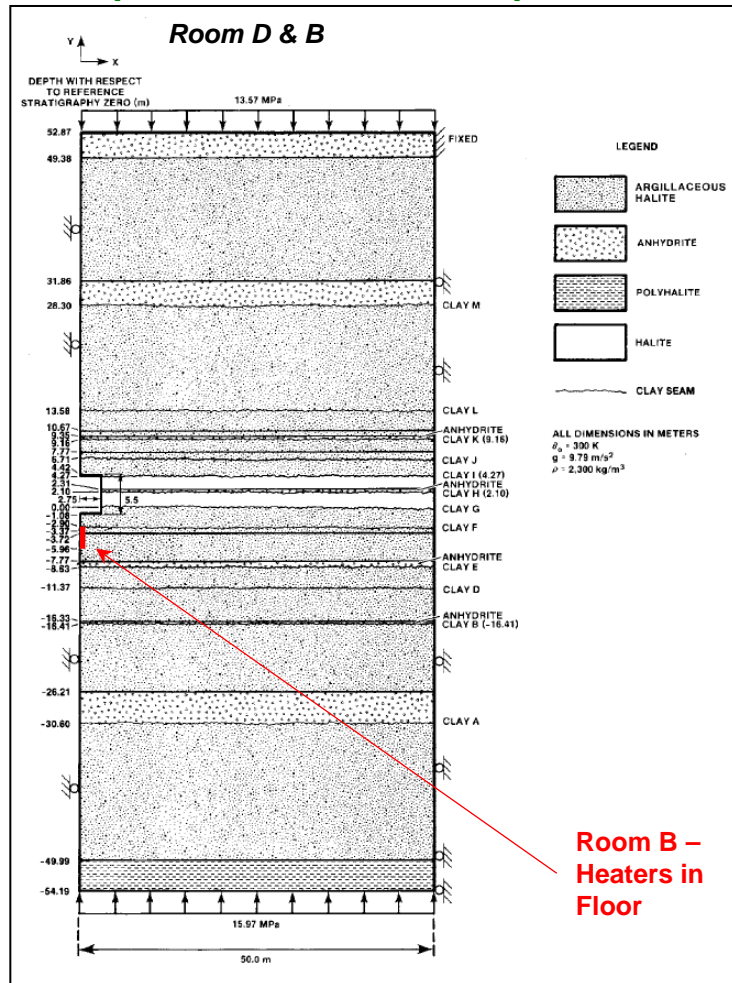 Room D & B
Y
X
DEPTH WITH RESPECT
TO REFERENCE
STRATIGRAPHY ZERO (m)
13.57 MPa
52.87
FIXED
49.38
LEGEND
ARGILLACEOUS
HALITE
ANHYDRITE
POLYHALITE
HALITE
CLAY SEAM
ALL DIMENSIONS IN METERS
θₒ = 300 K
g = 9.79 m/s²
ρ = 2,300 kg/m³
31.86
28.30
CLAY M
13.58
CLAY L
10.67
ANHYDRITE
9.35
CLAY K (9.16)
9.16
7.77
6.71
CLAY J
4.42
4.27
CLAY I (4.27)
2.31
ANHYDRITE
2.10
CLAY H (2.10)
2.75
5.5
0.00
CLAY G
-1.08
-2.90
CLAY F
-3.37
-3.72
-5.96
-7.77
ANHYDRITE
-8.63
CLAY E
-11.37
CLAY D
ANHYDRITE
-16.33
-16.41
CLAY B (-16.41)
-26.21
-30.60
CLAY A
-49.99
-54.19
15.97 MPa
50.0 m
Room B –
Heaters in
Floor